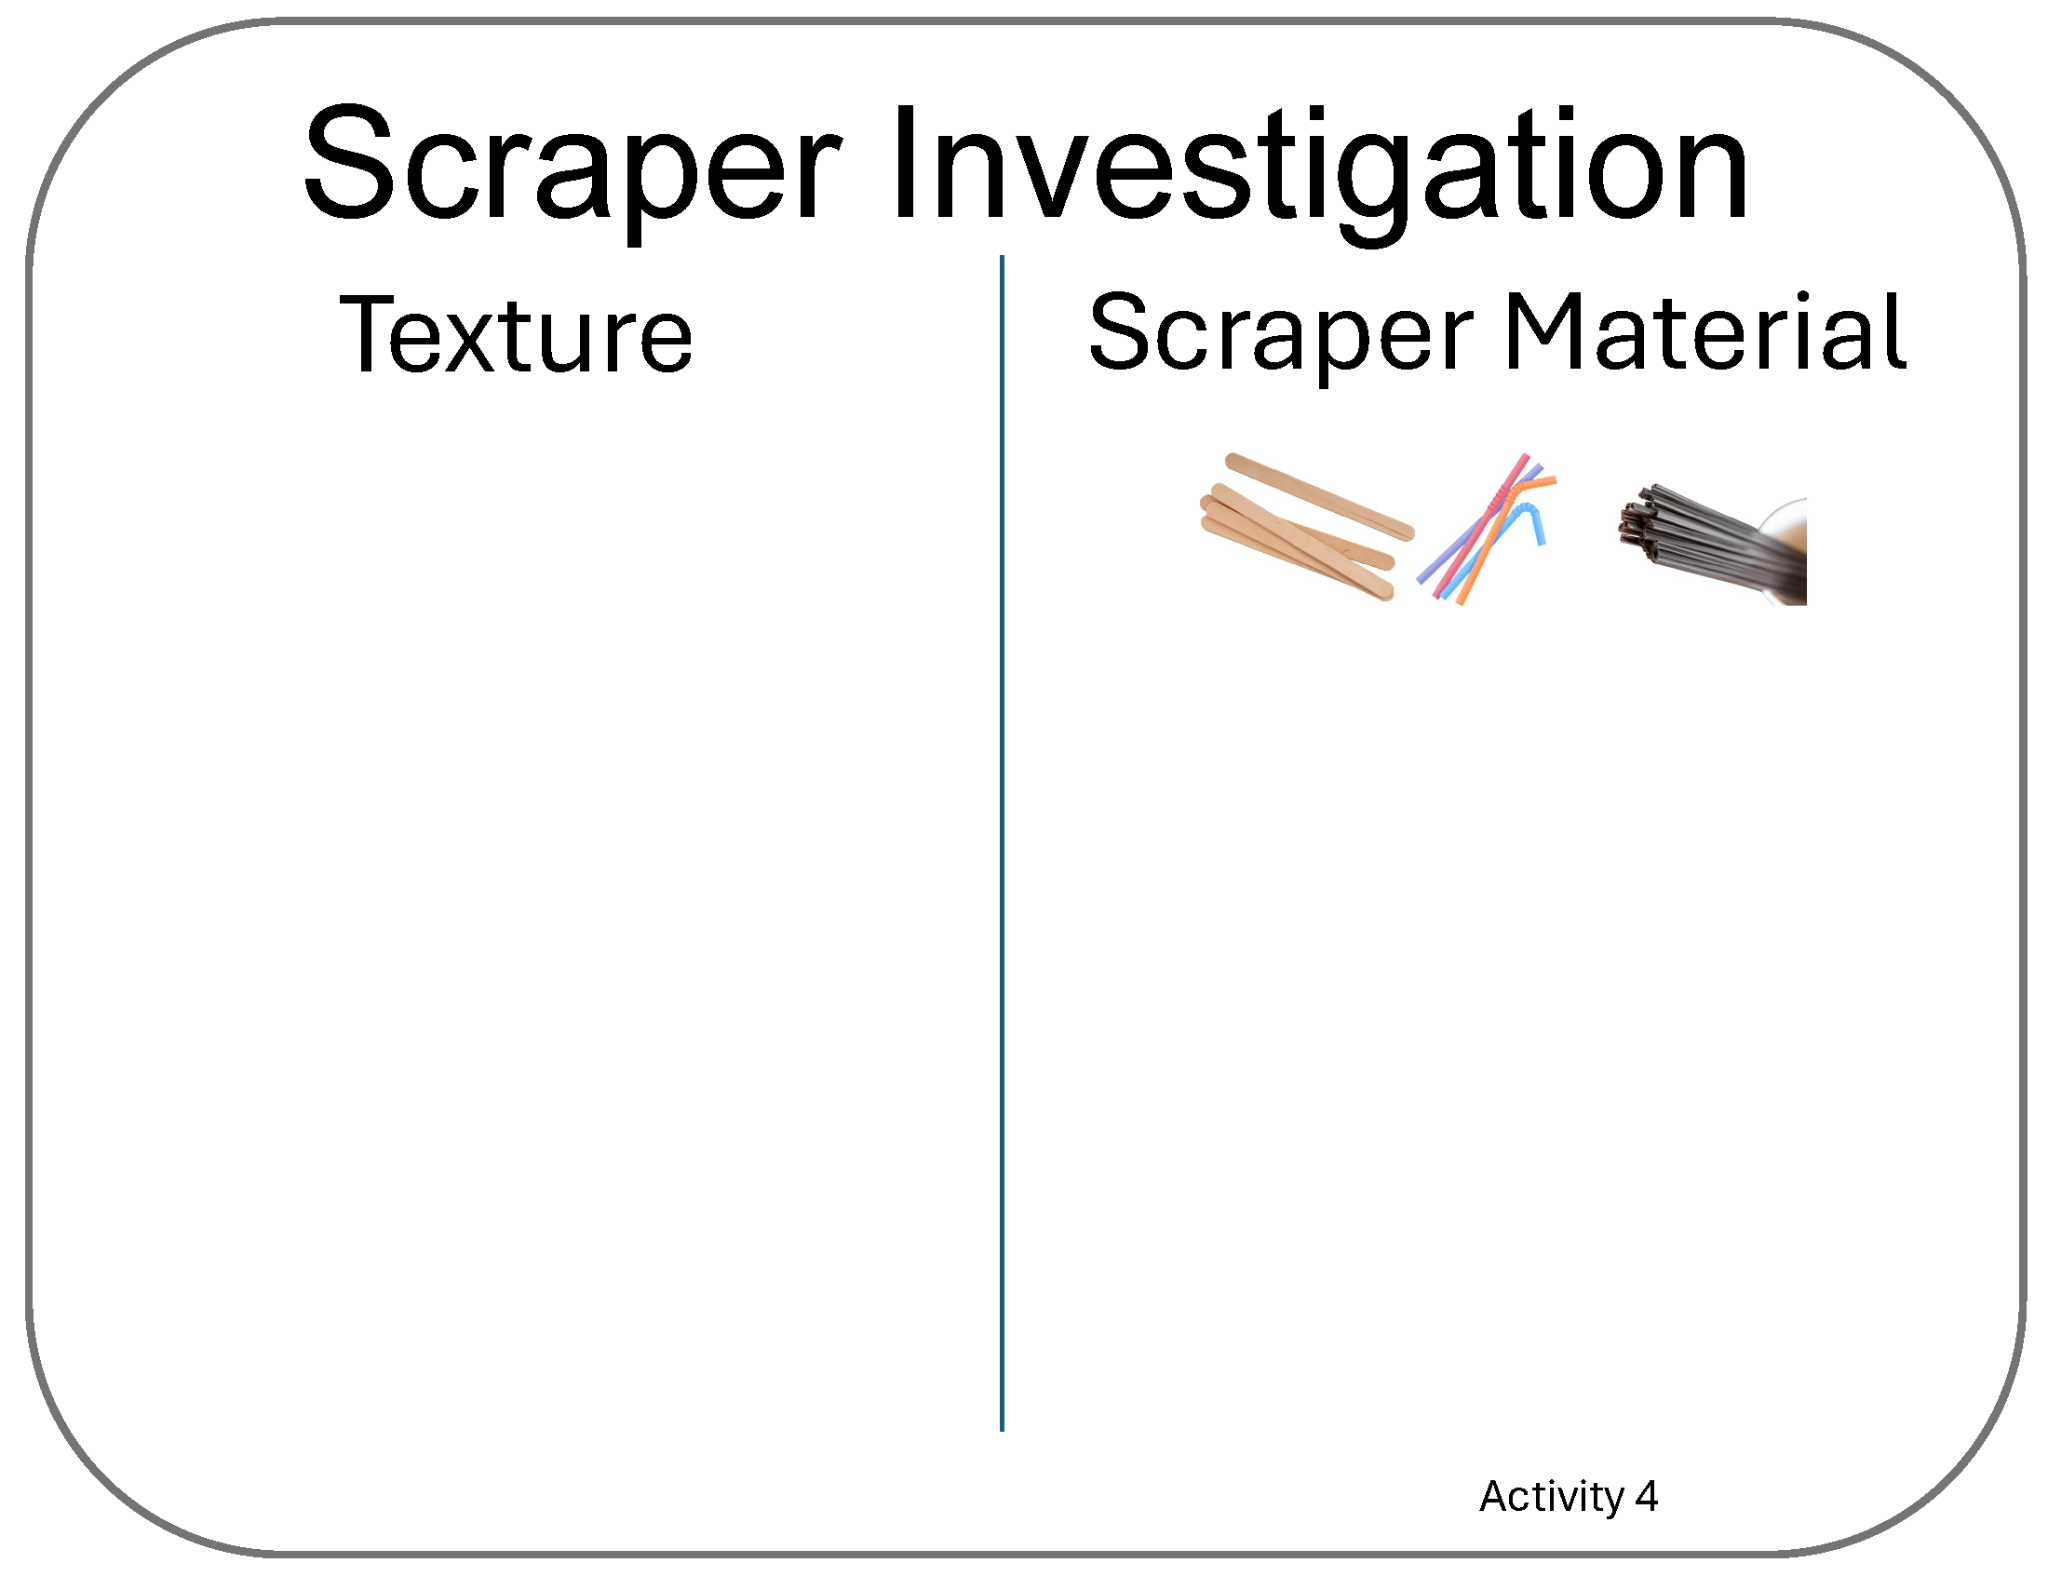 Scraper Investigation
Texture
Scraper Material
Activity 4